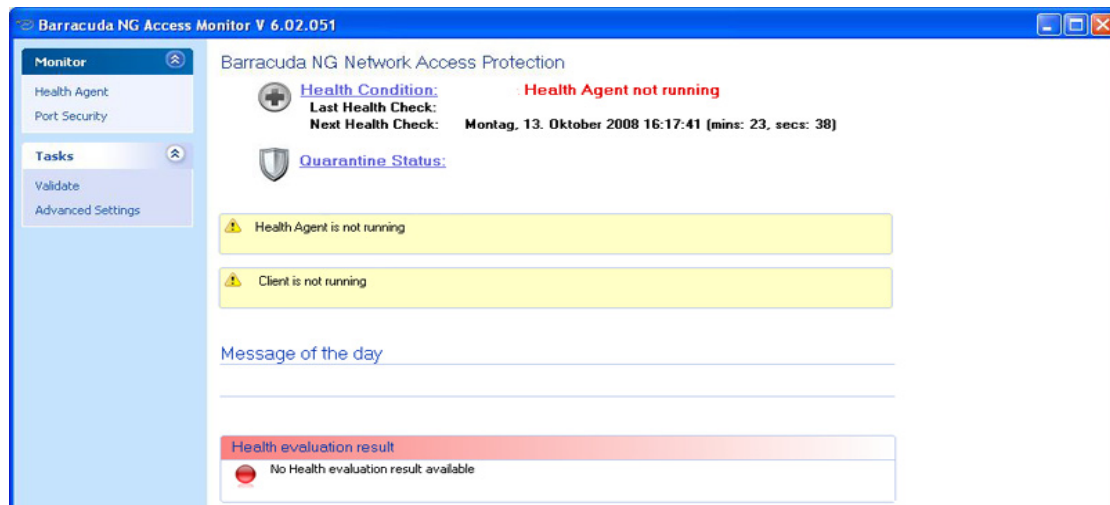 Barracuda NG Access Monitor V 6.02.051
Monitor
Health Agent
Port Security
Tasks
Validate
Advanced Settings
Barracuda NG Network Access Protection
Health Condition: Health Agent not running
Last Health Check:
Next Health Check: Montag, 13. Oktober 2008 16:17:41 (mins: 23, secs: 38)
Quarantine Status:
Health Agent is not running
Client is not running
Message of the day
Health evaluation result
No Health evaluation result available